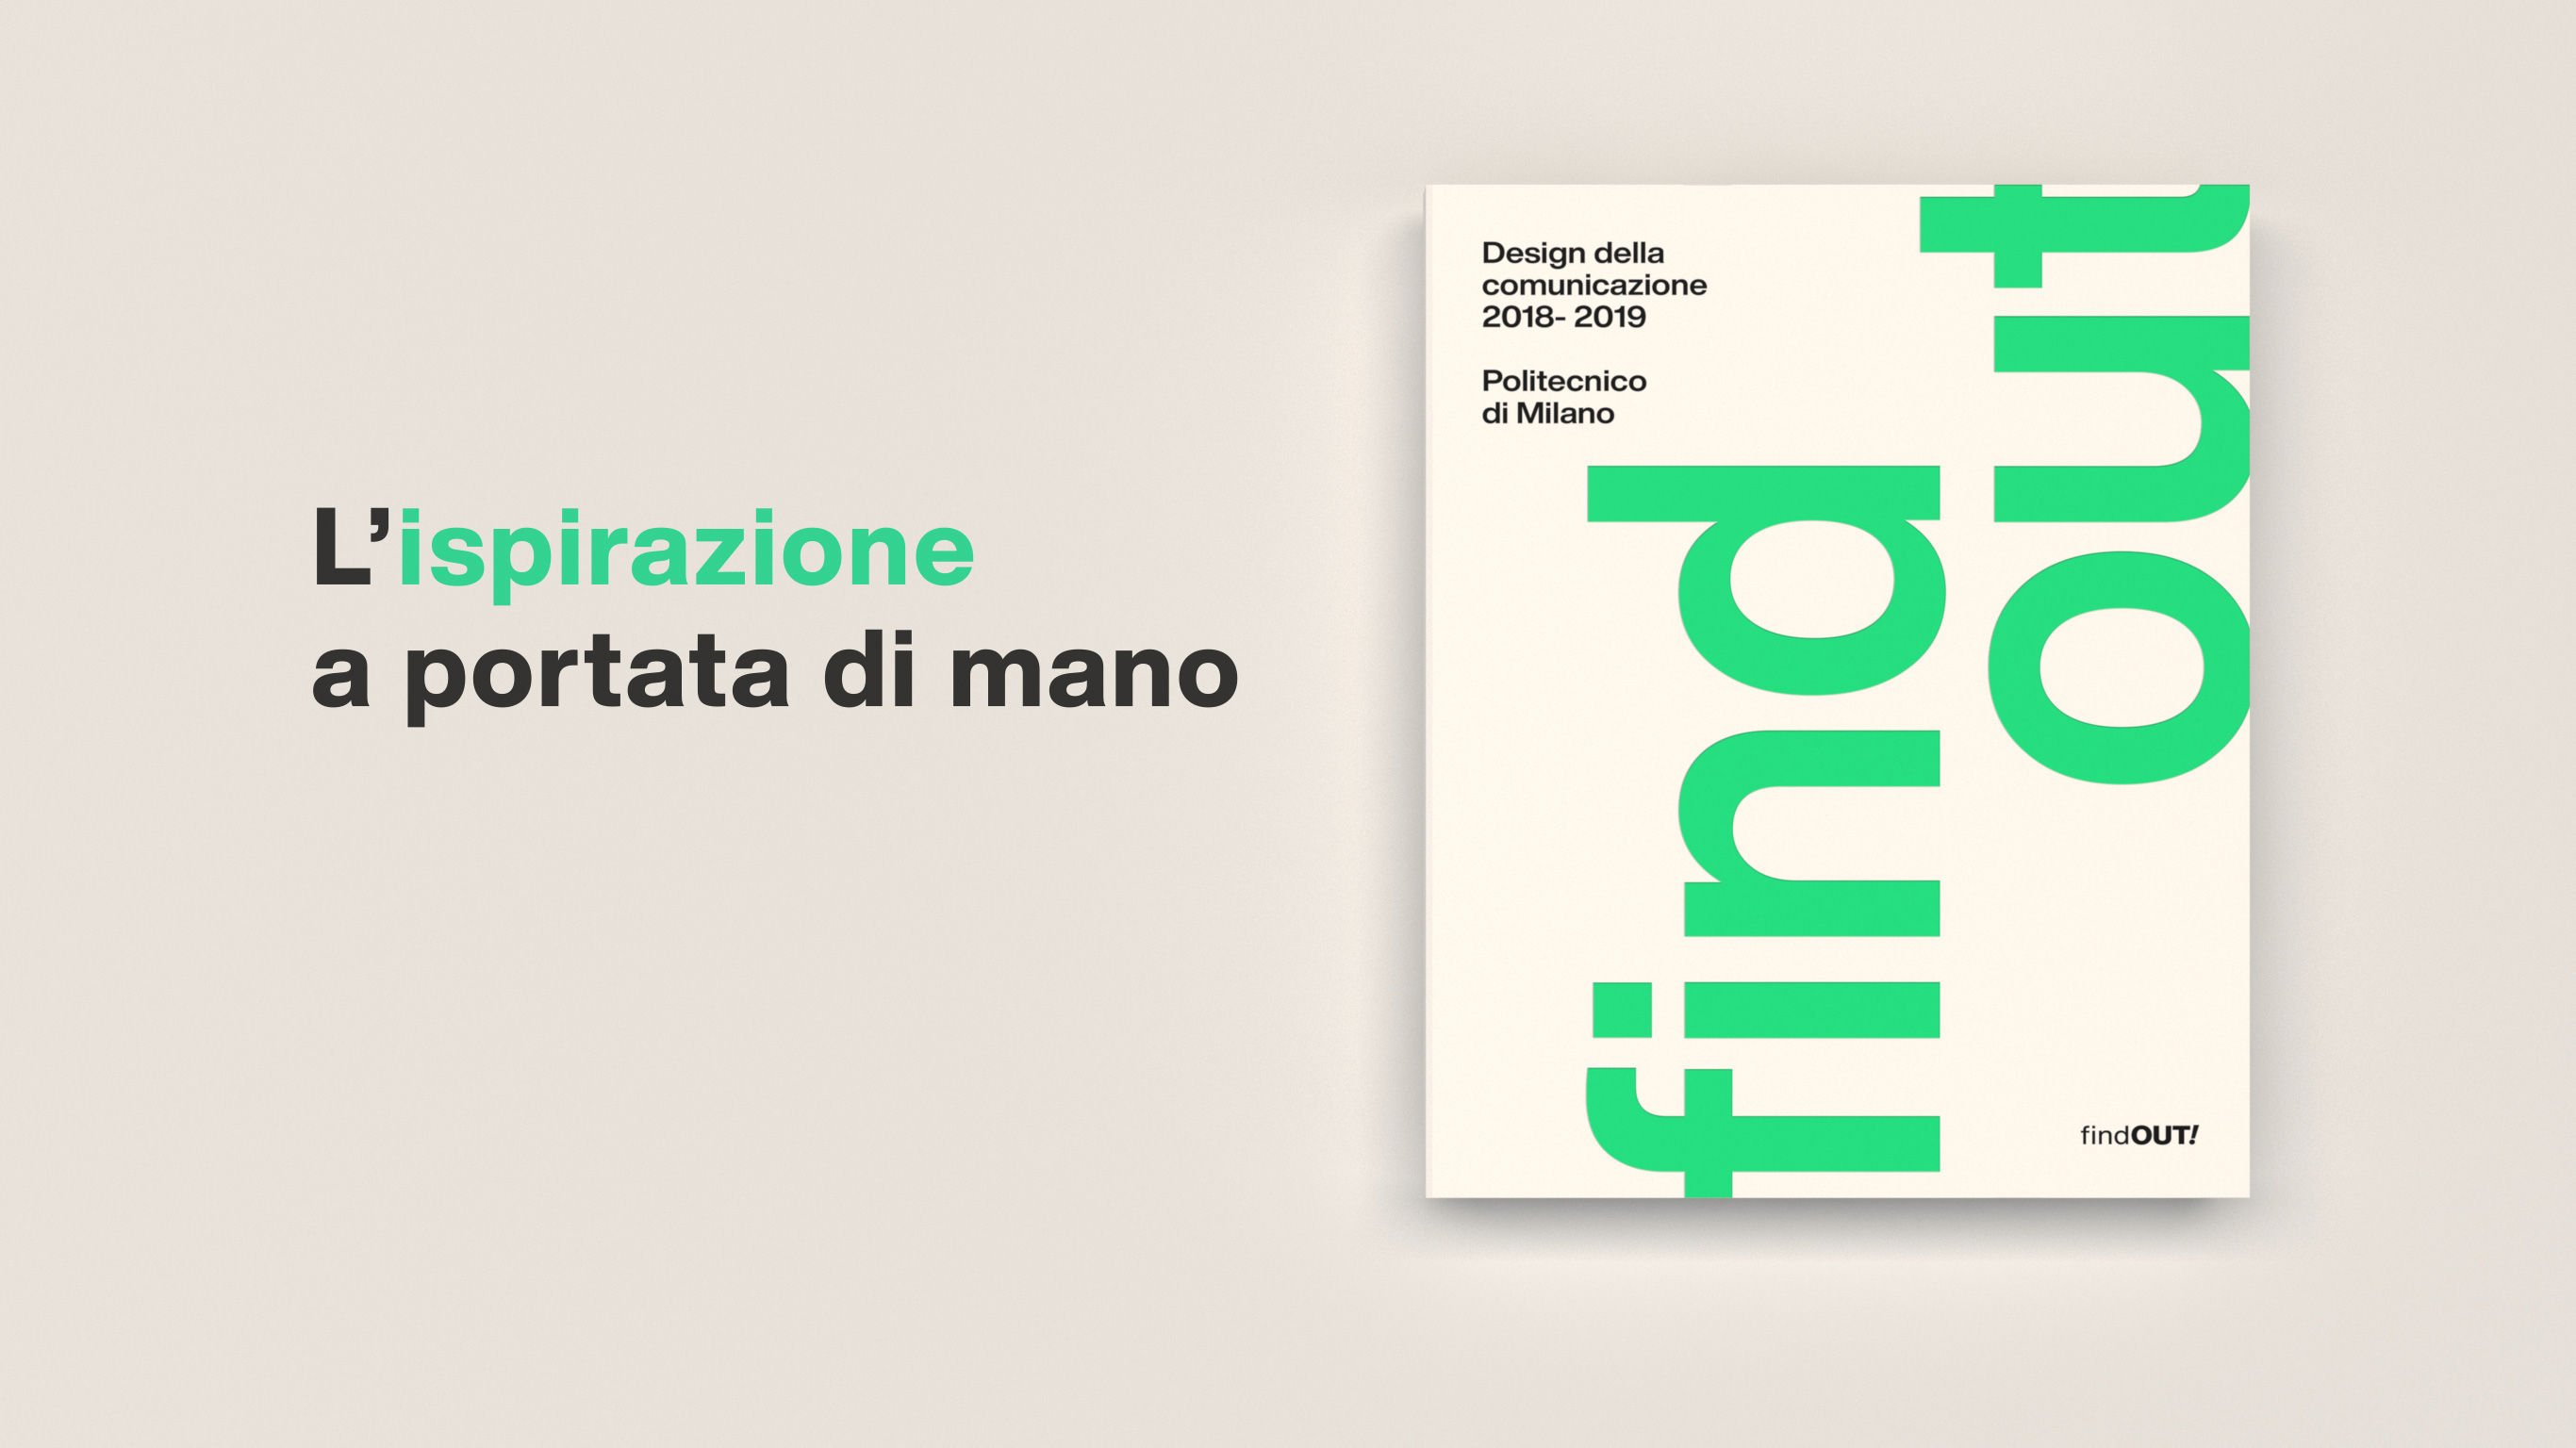 L’ispirazione
a portata di mano
Design della
comunicazione
2018- 2019
Politecnico
di Milano
find
out
findOUT!